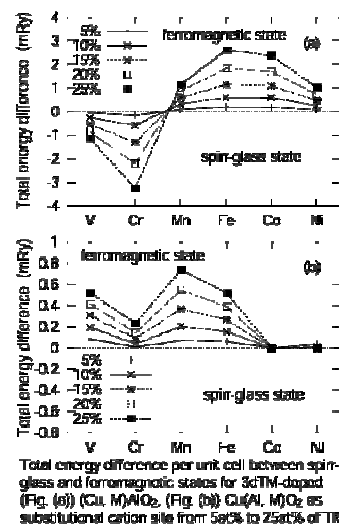 4
3
2
1
0
-1
-2
-3
-4
Total energy difference (mRy)
5%
10%
15%
20%
25%
ferromagnetic state
(a)
spin-glass state
V Cr Mn Fe Co Ni
1
0.8
0.6
0.4
0.2
0
-0.2
-0.4
-0.6
-0.8
Total energy difference (mRy)
ferromagnetic state
(b)
5%
10%
15%
20%
25%
spin-glass state
V Cr Mn Fe Co Ni
Total energy difference per unit cell between spin-
glass and ferromagnetic states for 3dTM-doped
(Fig. (a)) (Cu, M)AlO₂, (Fig. (b)) Cu(Al, M)O₂ as
substitutional cation site from 5at% to 25at% of TM